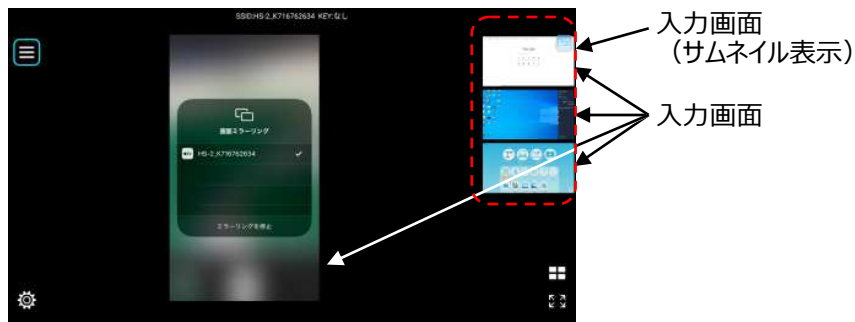 SSID:HS-2_K716762634 KEY:なし
入力画面
(サムネイル表示)
入力画面
画面ミラーリング
HS-2_K716762634
ミラーリングを停止